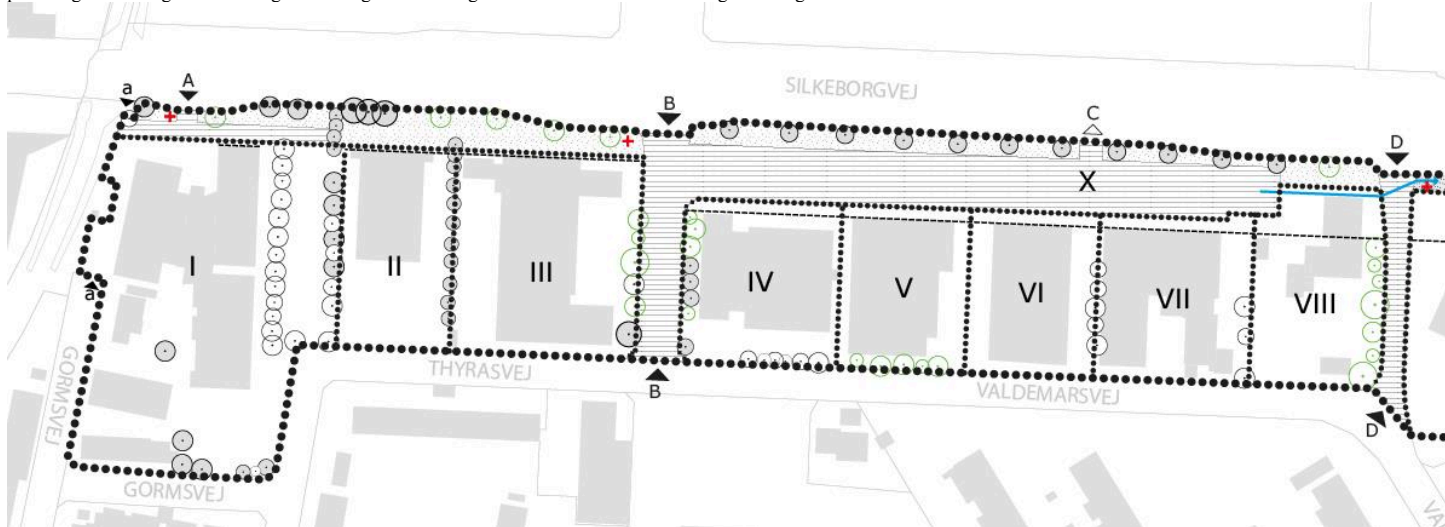 SILKEBORGVEJ
a
A
B
C
D
X
I
II
III
IV
V
VI
VII
VIII
a
GORMSVEJ
THYRASVEJ
B
VALDEMARSVEJ
D
GORMSVEJ